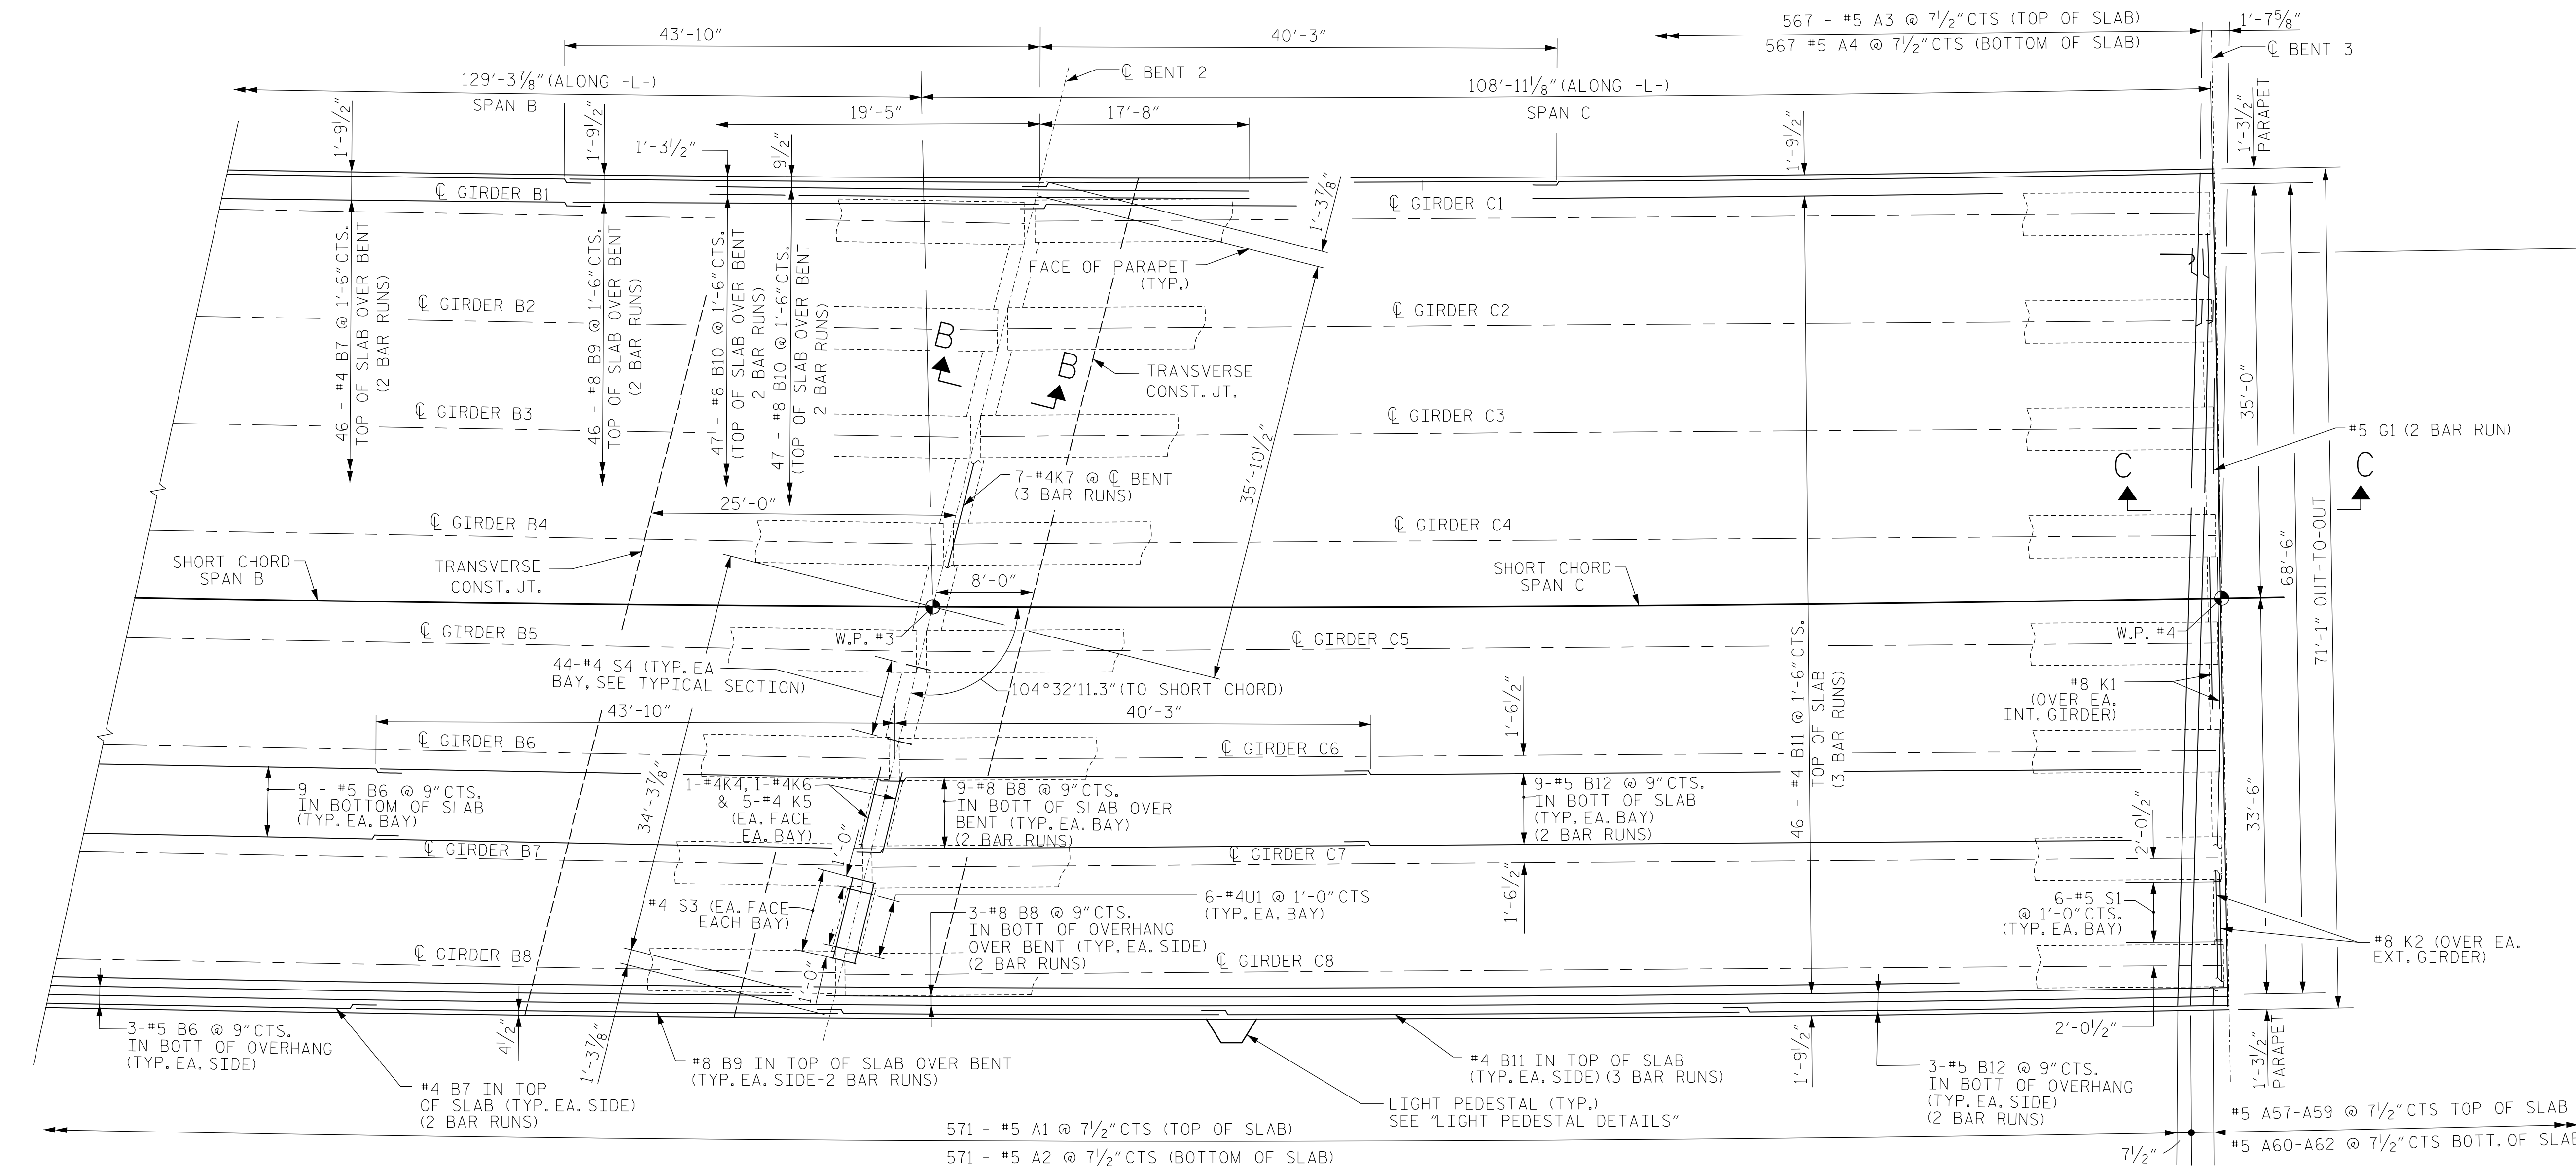 567 - #5 A3 @ 7½"CTS (TOP OF SLAB)
567 #5 A4 @ 7½"CTS (BOTTOM OF SLAB)
1'-7⅝"
℄ BENT 3
43'-10"
40'-3"
℄ BENT 2
129'-3⅞"(ALONG -L-)
SPAN B
108'-11⅛"(ALONG -L-)
SPAN C
19'-5"
17'-8"
1'-9½"
1'-9½"
1'-3½"
9½"
1'-9½"
1'-3½"
PARAPET
℄ GIRDER B1
℄ GIRDER C1
1'-3⅞"
46 - #4 B7 @ 1'-6"CTS.
TOP OF SLAB OVER BENT
(2 BAR RUNS)
46 - #8 B9 @ 1'-6"CTS.
TOP OF SLAB OVER BENT
(2 BAR RUNS)
47 - #8 B10 @ 1'-6"CTS.
(TOP OF SLAB OVER BENT
2 BAR RUNS)
47 - #8 B10 @ 1'-6"CTS.
(TOP OF SLAB OVER BENT
2 BAR RUNS)
FACE OF PARAPET
(TYP.)
℄ GIRDER B2
℄ GIRDER C2
B
B
TRANSVERSE
CONST. JT.
℄ GIRDER B3
℄ GIRDER C3
35'-0"
68'-6"
71'-1" OUT-TO-OUT
#5 G1 (2 BAR RUN)
C
C
7-#4K7 @ ℄ BENT
(3 BAR RUNS)
35'-10½"
25'-0"
℄ GIRDER B4
℄ GIRDER C4
SHORT CHORD
SPAN B
TRANSVERSE
CONST. JT.
8'-0"
SHORT CHORD
SPAN C
℄ GIRDER B5
W.P. #3
℄ GIRDER C5
W.P. #4
44-#4 S4 (TYP. EA
BAY, SEE TYPICAL SECTION)
104°32'11.3"(TO SHORT CHORD)
#8 K1
(OVER EA.
INT. GIRDER)
43'-10"
40'-3"
1'-6½"
46 - #4 B11 @ 1'-6"CTS.
TOP OF SLAB
(3 BAR RUNS)
℄ GIRDER B6
℄ GIRDER C6
34'-3⅞"
9 - #5 B6 @ 9"CTS.
IN BOTTOM OF SLAB
(TYP. EA. BAY)
1-#4K4, 1-#4K6
& 5-#4 K5
(EA. FACE
EA. BAY)
9-#8 B8 @ 9"CTS.
IN BOTT OF SLAB OVER
BENT (TYP. EA. BAY)
(2 BAR RUNS)
9-#5 B12 @ 9"CTS.
IN BOTT OF SLAB
(TYP. EA. BAY)
(2 BAR RUNS)
33'-6"
2'-0½"
1'-0"
℄ GIRDER B7
℄ GIRDER C7
1'-6½"
#4 S3 (EA. FACE
EACH BAY)
6-#4U1 @ 1'-0"CTS
(TYP. EA. BAY)
6-#5 S1
@ 1'-0"CTS.
(TYP. EA. BAY)
3-#8 B8 @ 9"CTS.
IN BOTT OF OVERHANG
OVER BENT (TYP. EA. SIDE)
(2 BAR RUNS)
#8 K2 (OVER EA.
EXT. GIRDER)
℄ GIRDER B8
℄ GIRDER C8
1'-0"
3-#5 B6 @ 9"CTS.
IN BOTT OF OVERHANG
(TYP. EA. SIDE)
4½"
1'-3⅞"
2'-0½"
1'-3½"
PARAPET
#4 B7 IN TOP
OF SLAB (TYP. EA. SIDE)
(2 BAR RUNS)
#8 B9 IN TOP OF SLAB OVER BENT
(TYP. EA. SIDE-2 BAR RUNS)
#4 B11 IN TOP OF SLAB
(TYP. EA. SIDE) (3 BAR RUNS)
1'-9½"
3-#5 B12 @ 9"CTS.
IN BOTT OF OVERHANG
(TYP. EA. SIDE)
(2 BAR RUNS)
LIGHT PEDESTAL (TYP.)
SEE "LIGHT PEDESTAL DETAILS"
571 - #5 A1 @ 7½"CTS (TOP OF SLAB)
571 - #5 A2 @ 7½"CTS (BOTTOM OF SLAB)
7½"
#5 A57-A59 @ 7½"CTS TOP OF SLAB
#5 A60-A62 @ 7½"CTS BOTT. OF SLAB